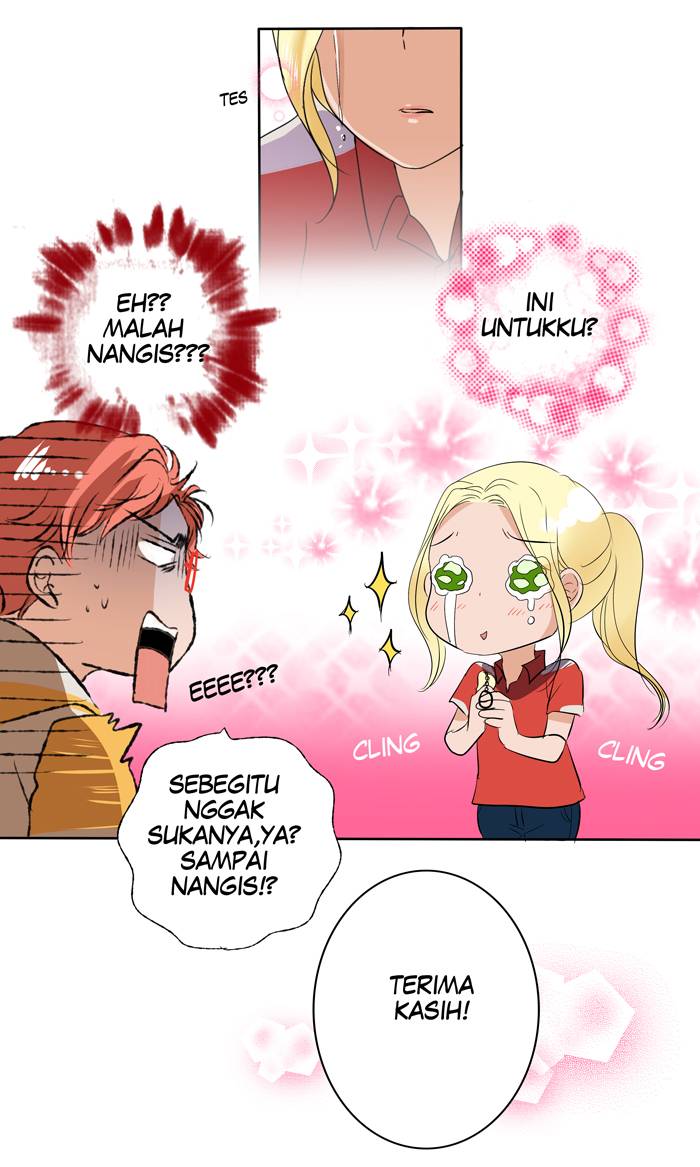 TES
EH??
MALAH
NANGIS???
INI
UNTUKKU?
EEEE???
CLING
CLING
SEBEGITU
NGGAK
SUKANYA,YA?
SAMPAI
NANGIS!?
TERIMA
KASIH!